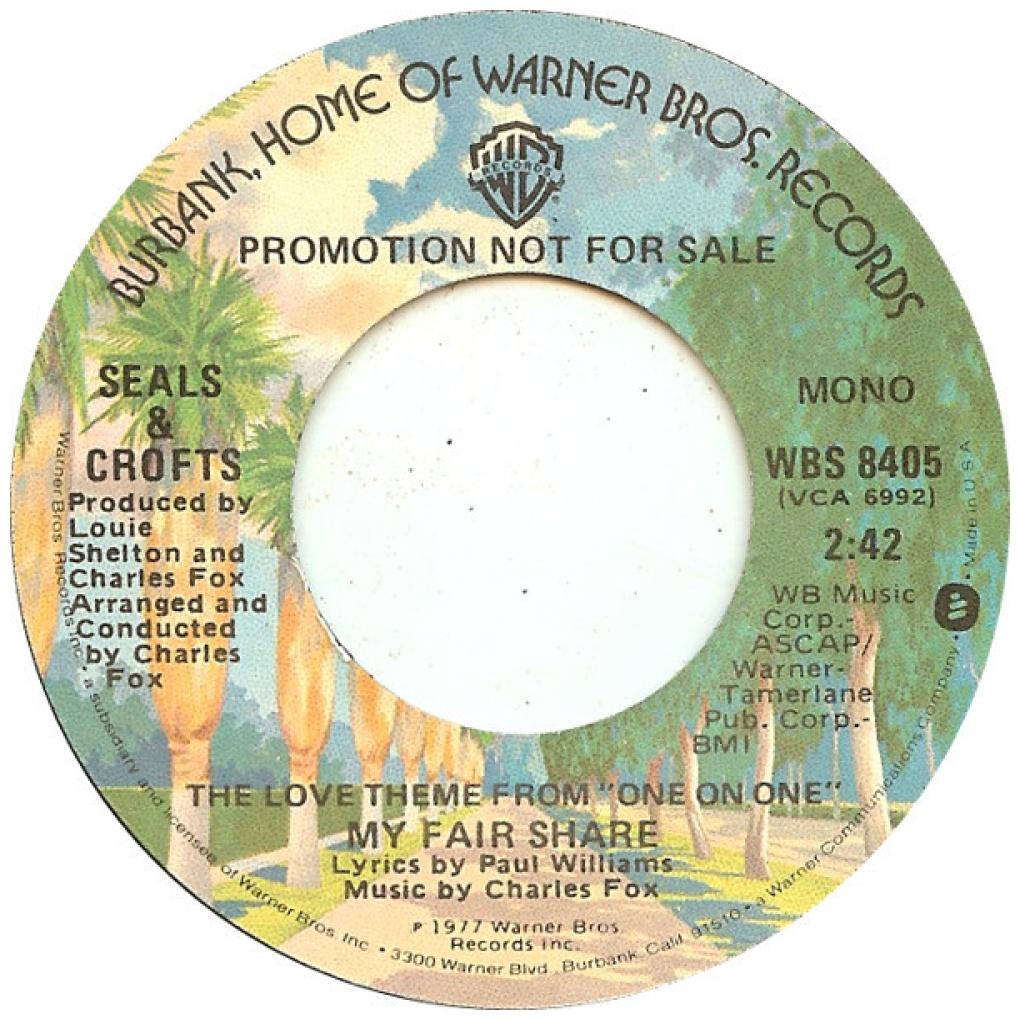 BURBANK, HOME OF WARNER BROS. RECORDS
W
RECORDS
®
PROMOTION NOT FOR SALE
SEALS
&
CROFTS
Produced by
Louie
Shelton and
Charles Fox
Arranged and
Conducted
by Charles
Fox
MONO
WBS 8405
(VCA 6992)
2:42
WB Music
Corp.-
ASCAP/
Warner-
Tamerlane
Pub. Corp.-
BMI
THE LOVE THEME FROM "ONE ON ONE"
MY FAIR SHARE
Lyrics by Paul Williams
Music by Charles Fox
℗ 1977 Warner Bros.
Records Inc.
Warner Bros. Records Inc. • a subsidiary and licensee of Warner Bros. Inc • 3300 Warner Blvd., Burbank, Calif. 91510 • a Warner Communications Company • Made in U S A